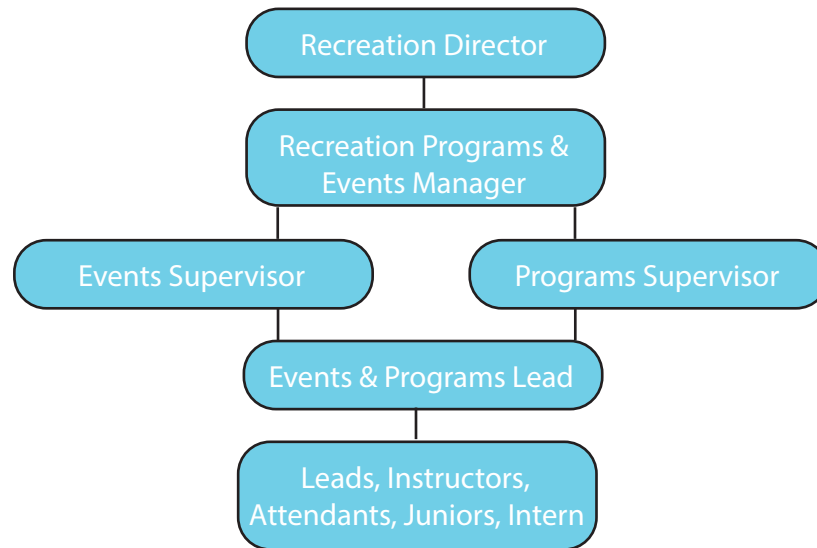 Recreation Director
Recreation Programs &
Events Manager
Events Supervisor
Programs Supervisor
Events & Programs Lead
Leads, Instructors,
Attendants, Juniors, Intern